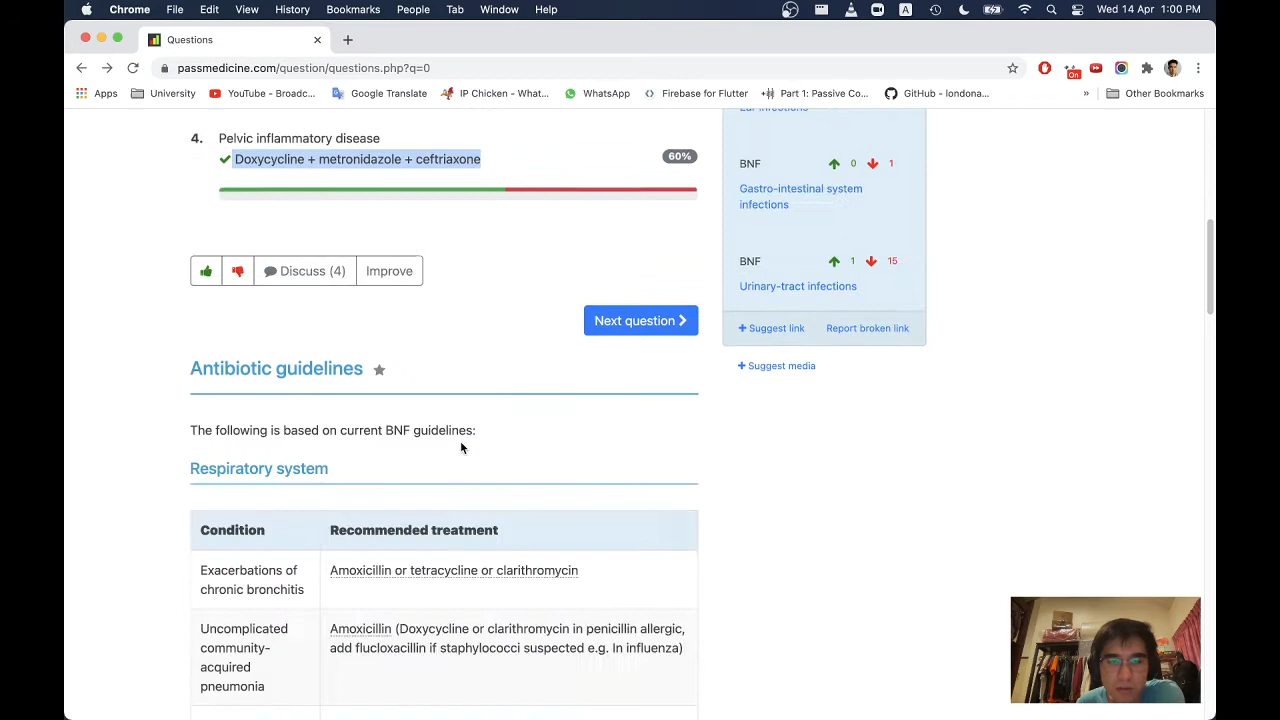 Chrome File Edit View History Bookmarks People Tab Window Help
A
Wed 14 Apr 1:00 PM
Questions
passmedicine.com/question/questions.php?q=0
On
Apps University YouTube - Broadc... Google Translate IP Chicken - What... WhatsApp Firebase for Flutter Part 1: Passive Co... GitHub - londona... » Other Bookmarks
4. Pelvic inflammatory disease
Doxycycline + metronidazole + ceftriaxone
60%
Discuss (4) Improve
Next question
Antibiotic guidelines
The following is based on current BNF guidelines:
Respiratory system
Condition Recommended treatment
Exacerbations of chronic bronchitis
Amoxicillin or tetracycline or clarithromycin
Uncomplicated
community-
acquired
pneumonia
Amoxicillin (Doxycycline or clarithromycin in penicillin allergic,
add flucloxacillin if staphylococci suspected e.g. In influenza)
Ear infections
BNF 0 1
Gastro-intestinal system
infections
BNF 1 15
Urinary-tract infections
Suggest link Report broken link
Suggest media